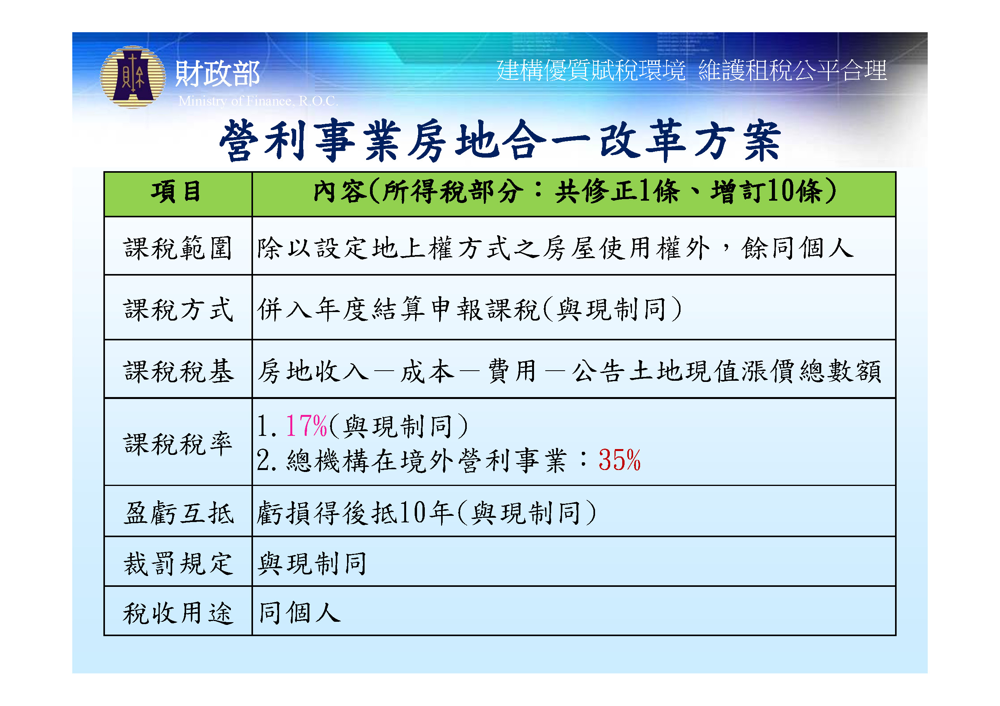 財政部
建構優質賦稅環境 維護租稅公平合理
Ministry of Finance, R.O.C.
營利事業房地合一改革方案
項目 內容(所得稅部分：共修正1條、增訂10條)
課稅範圍 除以設定地上權方式之房屋使用權外，餘同個人
課稅方式 併入年度結算申報課稅(與現制同)
課稅稅基 房地收入－成本－費用－公告土地現值漲價總數額
課稅稅率 1. 17%(與現制同)
2. 總機構在境外營利事業：35%
盈虧互抵 虧損得後抵10年(與現制同)
裁罰規定 與現制同
稅收用途 同個人